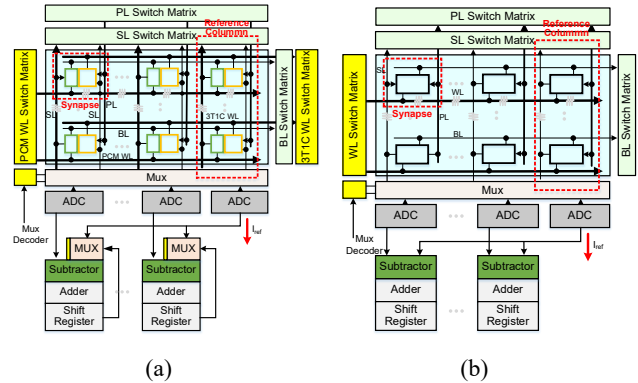 PL Switch Matrix
SL Switch Matrix
Reference
Columnn
PCM WL Switch Matrix
Synapse
PL
SL
SL
3T1C WL
BL
PCM WL
BL Switch Matrix
3T1C WL Switch Matrix
Mux
ADC
ADC
ADC
Mux
Decoder
Iref
MUX
MUX
Subtractor
Subtractor
Adder
Adder
Shift
Register
Shift
Register
(a)
PL Switch Matrix
SL Switch Matrix
Reference
Column
WL Switch Matrix
SL
Synapse
WL
PL
BL
BL Switch Matrix
Mux
ADC
ADC
ADC
Mux
Decoder
Iref
Subtractor
Subtractor
Adder
Adder
Shift
Register
Shift
Register
(b)